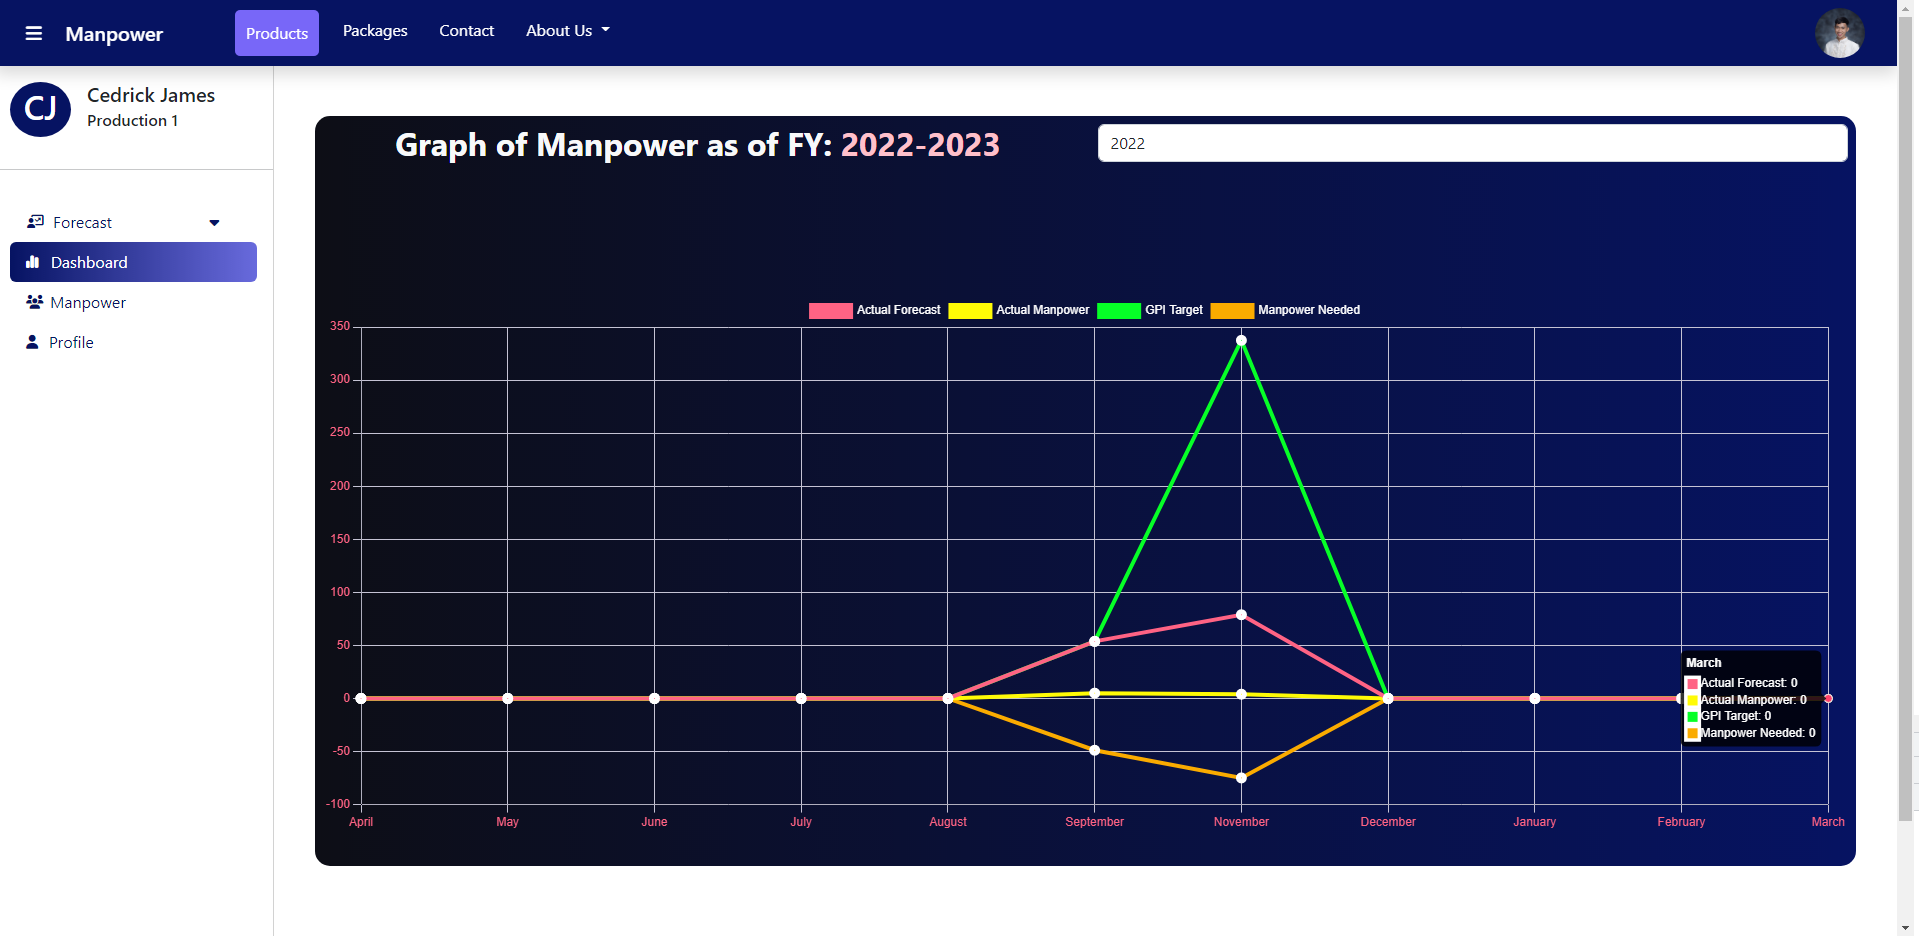 Manpower
Products
Packages
Contact
About Us
CJ
Cedrick James
Production 1
Forecast
Dashboard
Manpower
Profile
Graph of Manpower as of FY: 2022-2023
2022
Actual Forecast
Actual Manpower
GPI Target
Manpower Needed
350
300
250
200
150
100
50
0
-50
-100
April
May
June
July
August
September
November
December
January
February
March
March
Actual Forecast: 0
Actual Manpower: 0
GPI Target: 0
Manpower Needed: 0